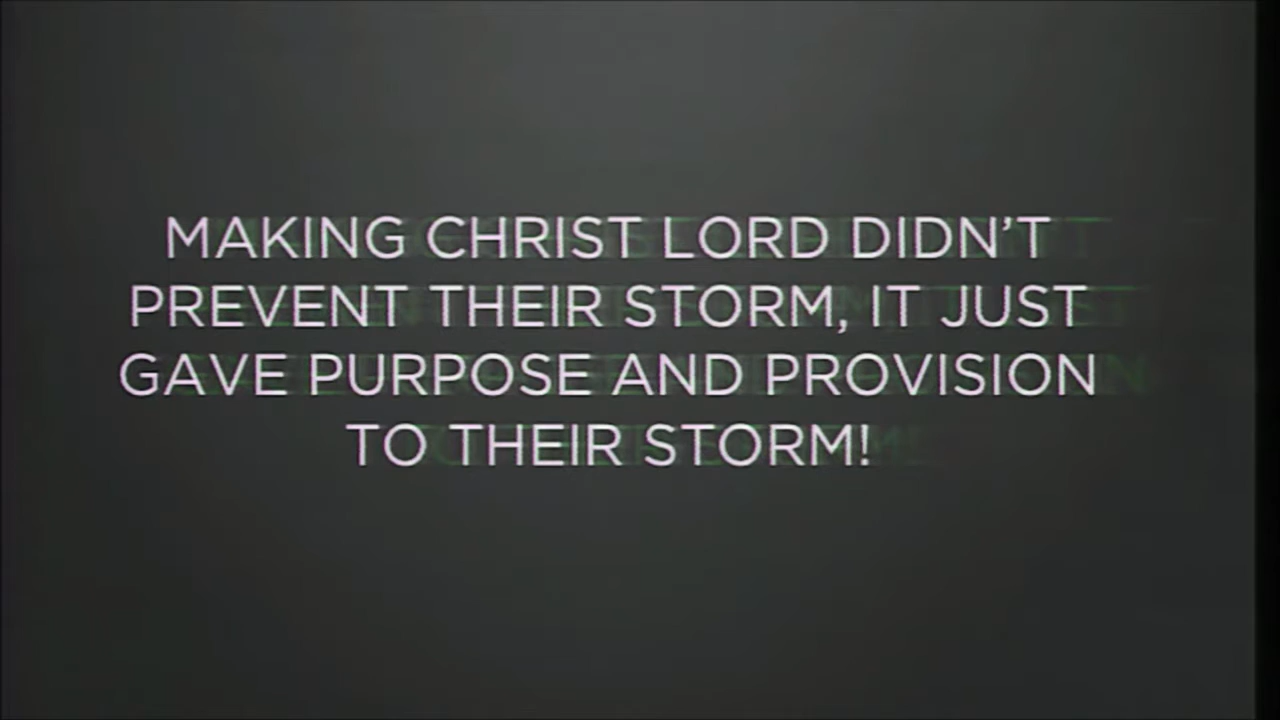 MAKING CHRIST LORD DIDN'T
PREVENT THEIR STORM, IT JUST
GAVE PURPOSE AND PROVISION
TO THEIR STORM!